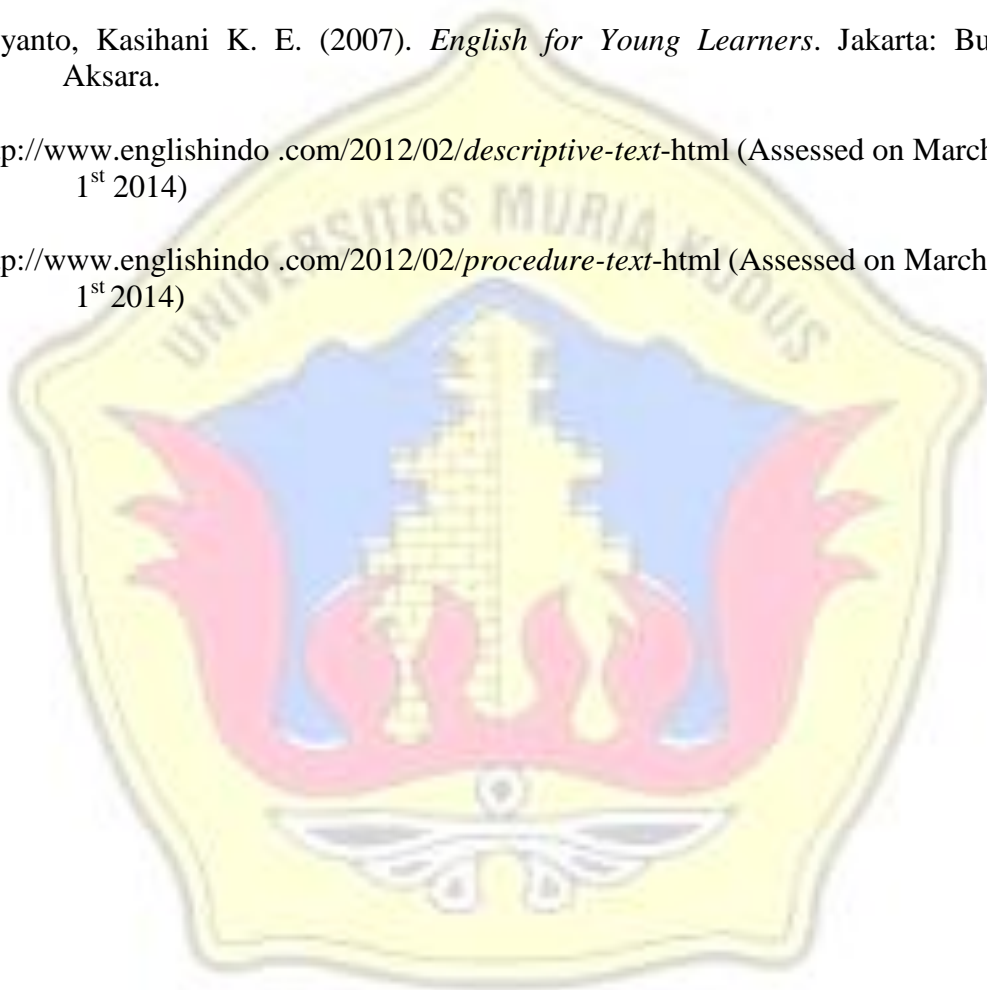 yanto, Kasihani K. E. (2007). English for Young Learners. Jakarta: Bu
Aksara.
p://www.englishindo .com/2012/02/descriptive-text-html (Assessed on March
1st 2014)
p://www.englishindo .com/2012/02/procedure-text-html (Assessed on March
1st 2014)
UNIVERSITAS MURIA KUDUS